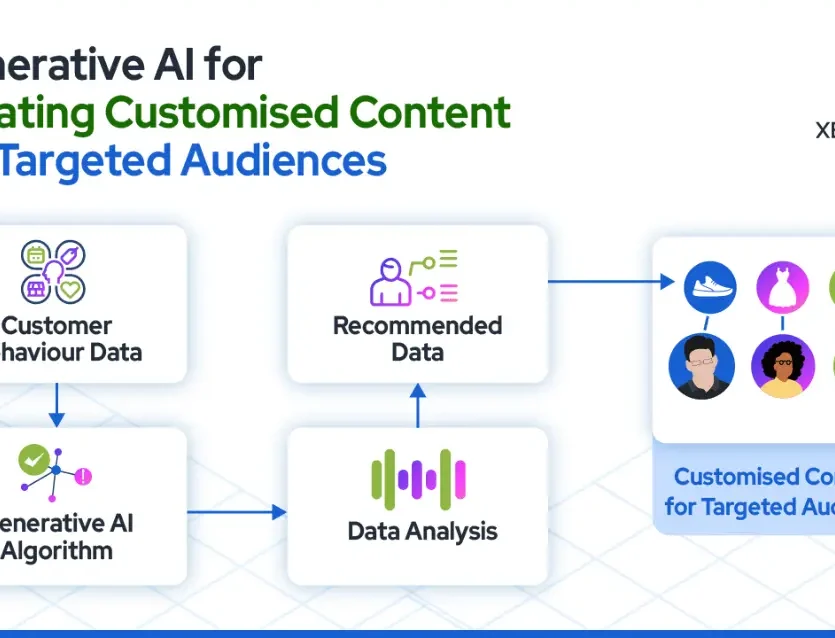 nerative AI for
ating Customised Content
Targeted Audiences
XE
Customer
haviour Data
Recommended
Data
enerative AI
Algorithm
Data Analysis
Customised Co
for Targeted Aud